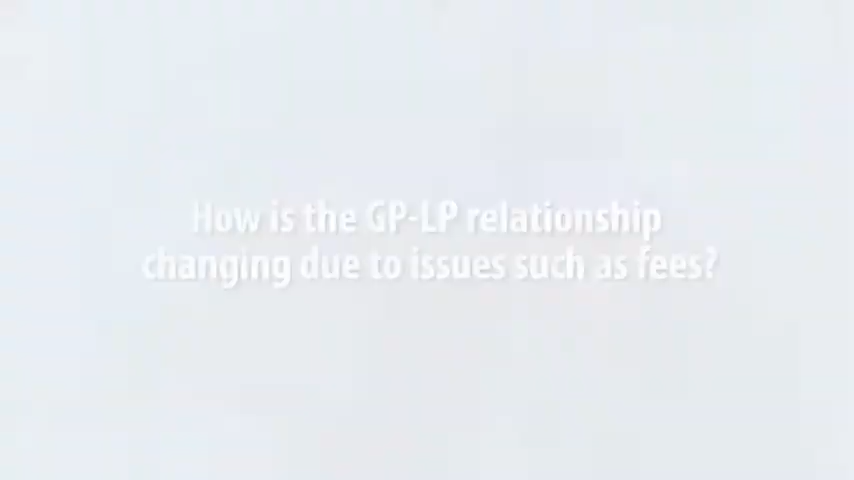 How is the GP-LP relationship
changing due to issues such as fees?